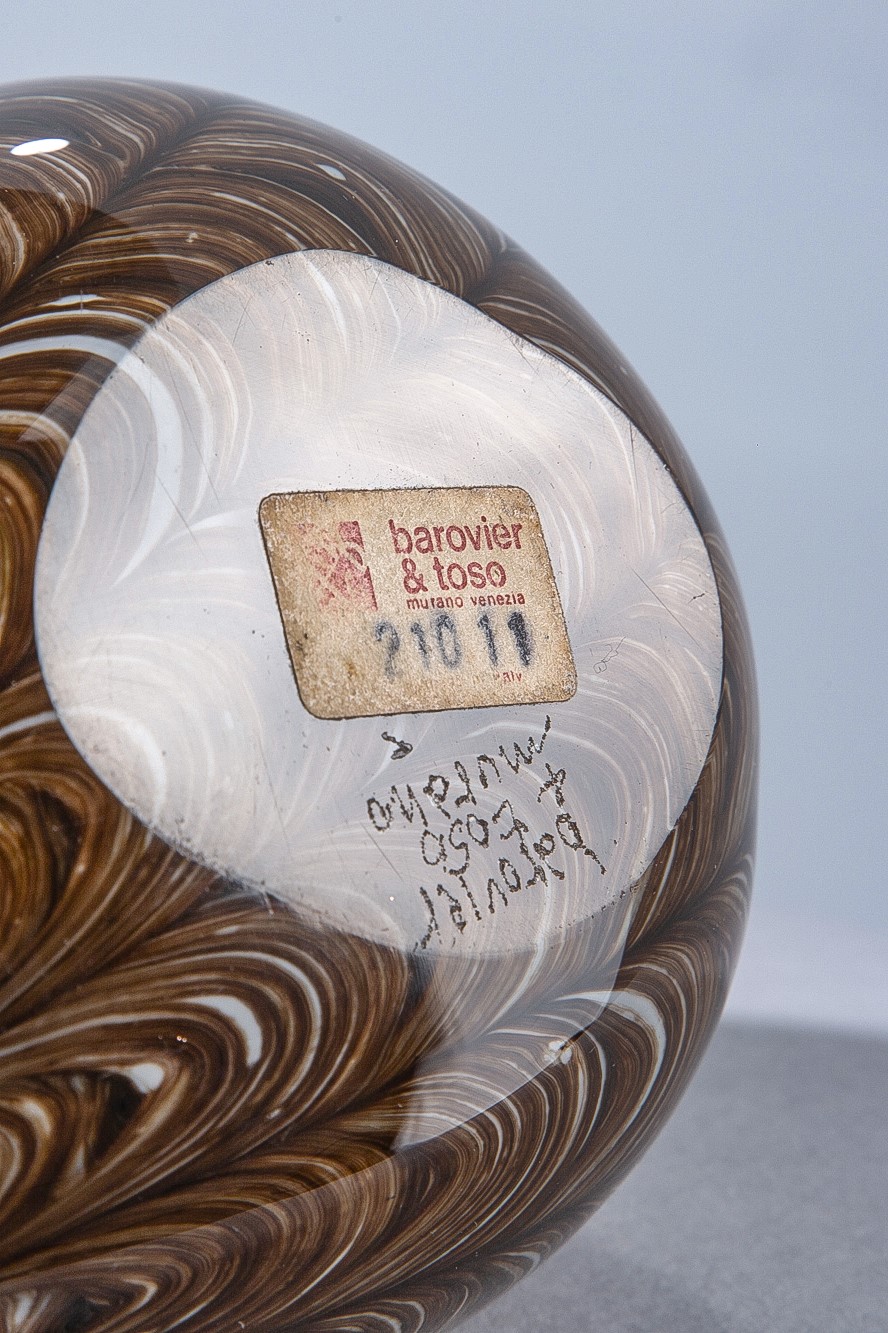 barovier
& toso
murano venezia
21011
barovier
& toso
murano